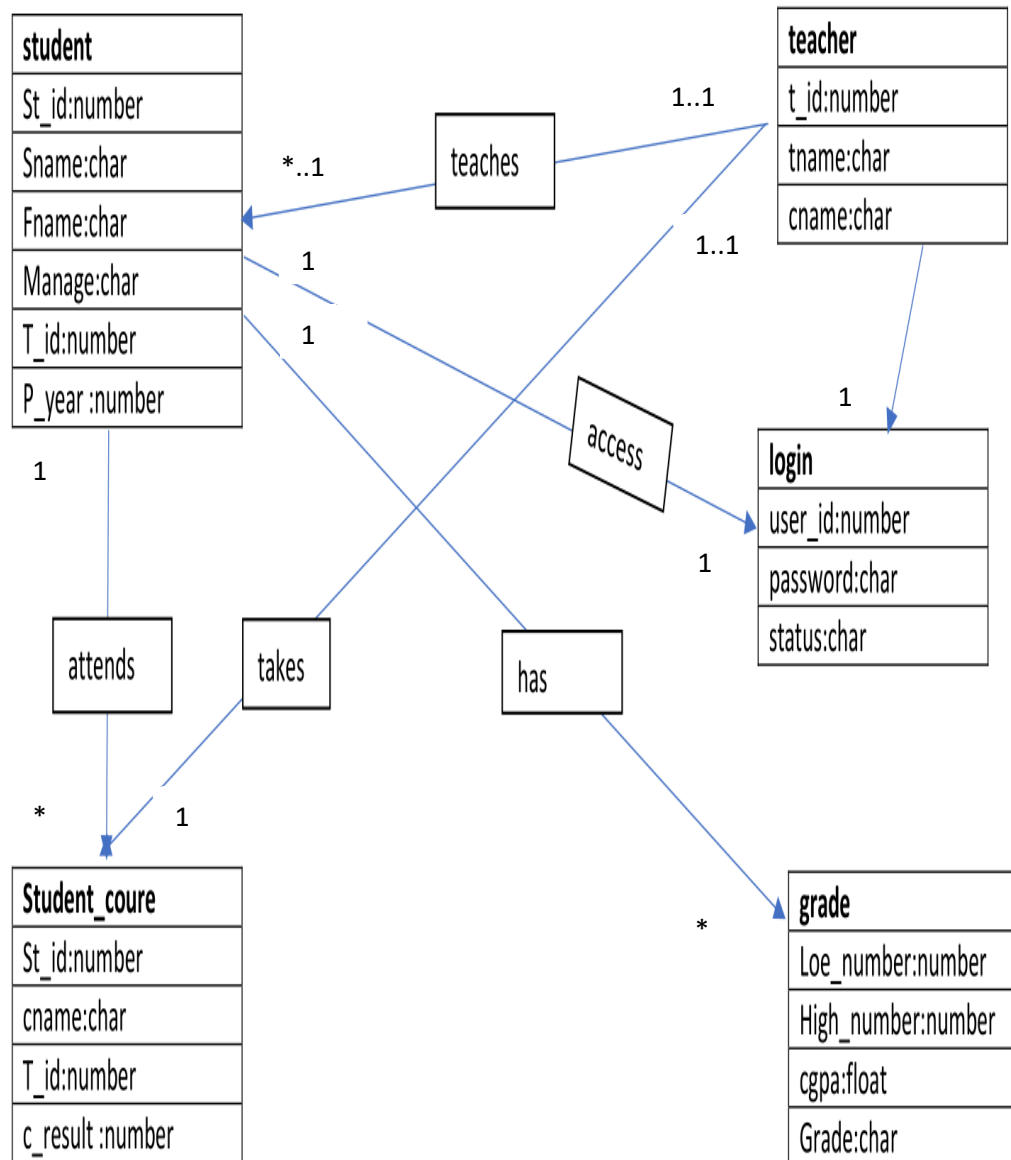 student
St_id:number
Sname:char
Fname:char
Manage:char
T_id:number
P_year :number
teacher
t_id:number
tname:char
cname:char
1..1
teaches
*..1
1..1
1
1
access
1
1
login
user_id:number
password:char
status:char
1
attends
takes
has
*
1
*
Student_coure
St_id:number
cname:char
T_id:number
c_result :number
grade
Loe_number:number
High_number:number
cgpa:float
Grade:char